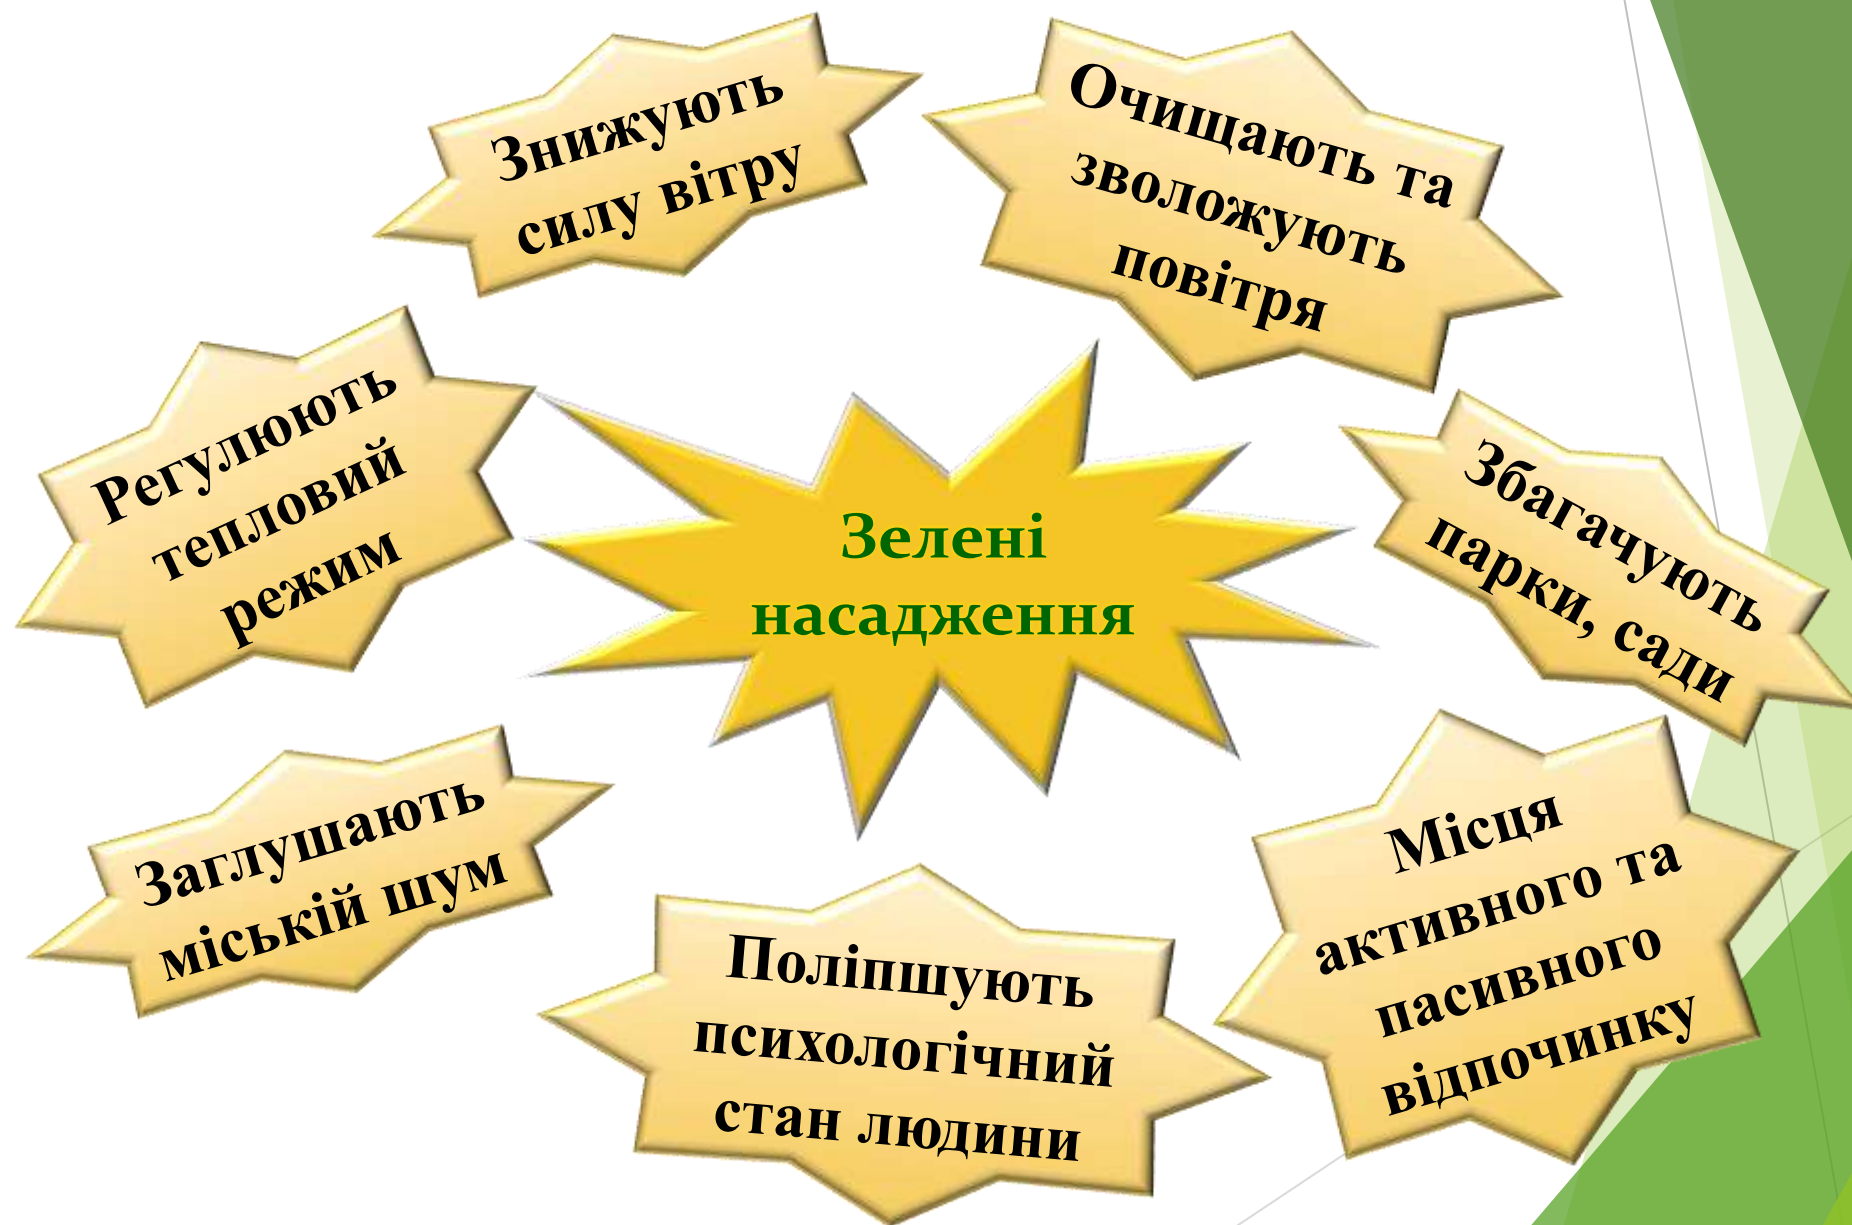 Знижують
силу вітру
Очищають та
зволожують
повітря
Регулюють
тепловий
режим
Зелені
насадження
Збагачують
парки, сади
Заглушають
міській шум
Поліпшують
психологічний
стан людини
Місця
активного та
пасивного
відпочинку